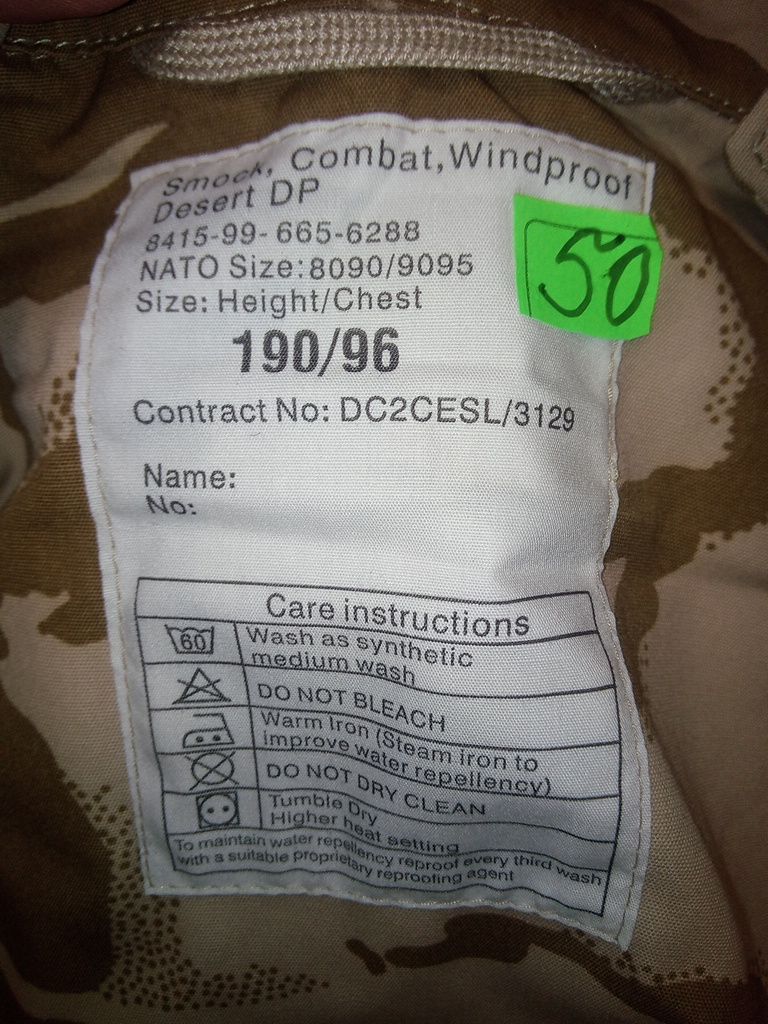 Smock, Combat, Windproof
Desert DP
8415-99-665-6288
NATO Size:8090/9095
Size: Height/Chest
190/96
50
Contract No: DC2CESL/3129
Name:
No:
Care instructions
60
Wash as synthetic
medium wash
DO NOT BLEACH
Warm Iron (Steam iron to
improve water repellency)
DO NOT DRY CLEAN
Tumble Dry
Higher heat setting
To maintain water repellency reproof every third wash
with a suitable proprietary reproofing agent